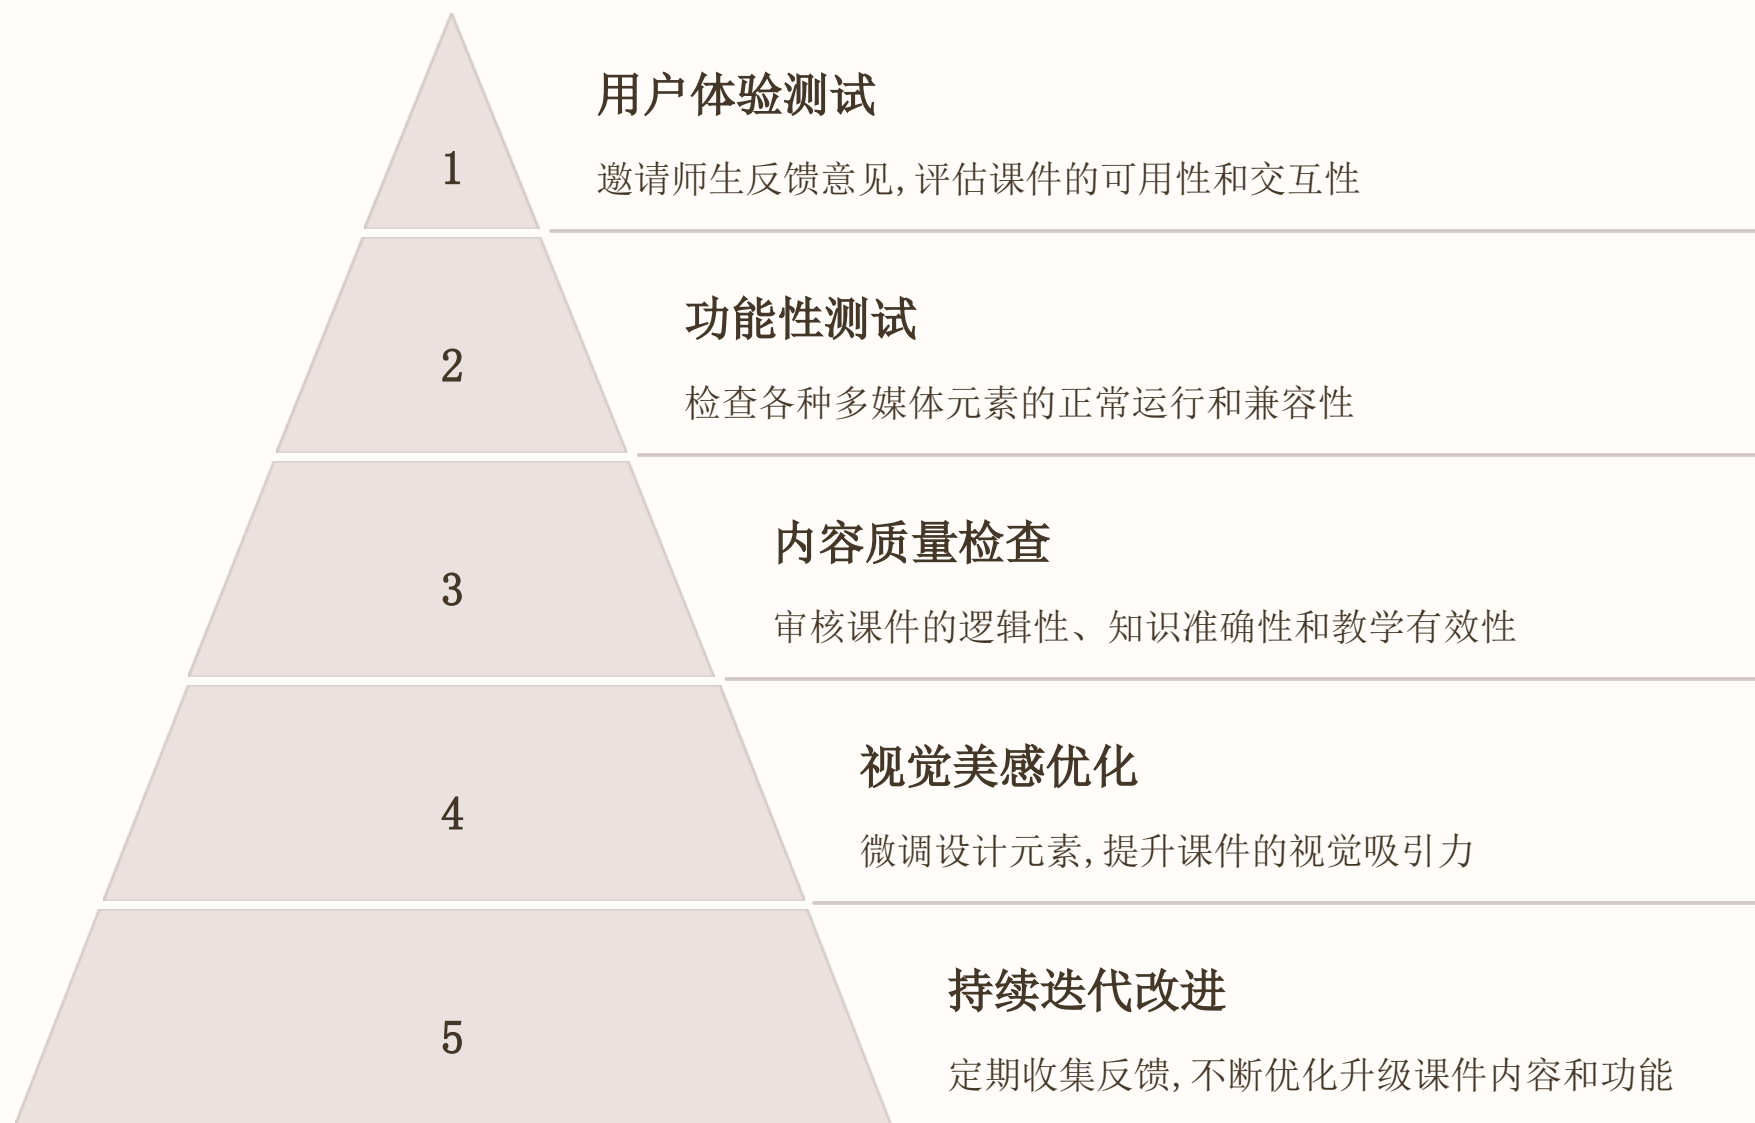 1
用户体验测试
邀请师生反馈意见,评估课件的可用性和交互性
2
功能性测试
检查各种多媒体元素的正常运行和兼容性
3
内容质量检查
审核课件的逻辑性、知识准确性和教学有效性
4
视觉美感优化
微调设计元素,提升课件的视觉吸引力
5
持续迭代改进
定期收集反馈,不断优化升级课件内容和功能